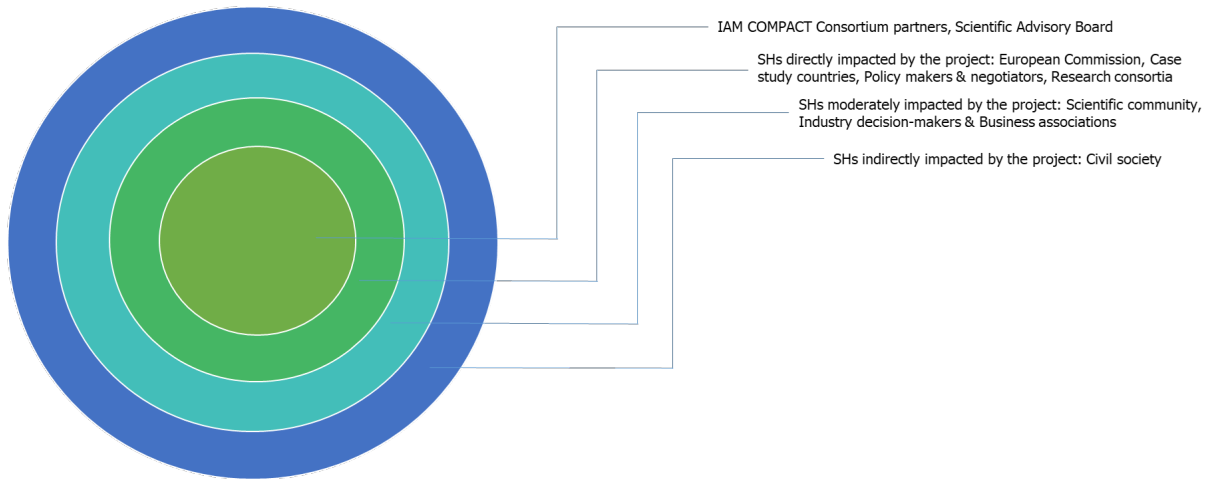 IAM COMPACT Consortium partners, Scientific Advisory Board
SHs directly impacted by the project: European Commission, Case
study countries, Policy makers & negotiators, Research consortia
SHs moderately impacted by the project: Scientific community,
Industry decision-makers & Business associations
SHs indirectly impacted by the project: Civil society